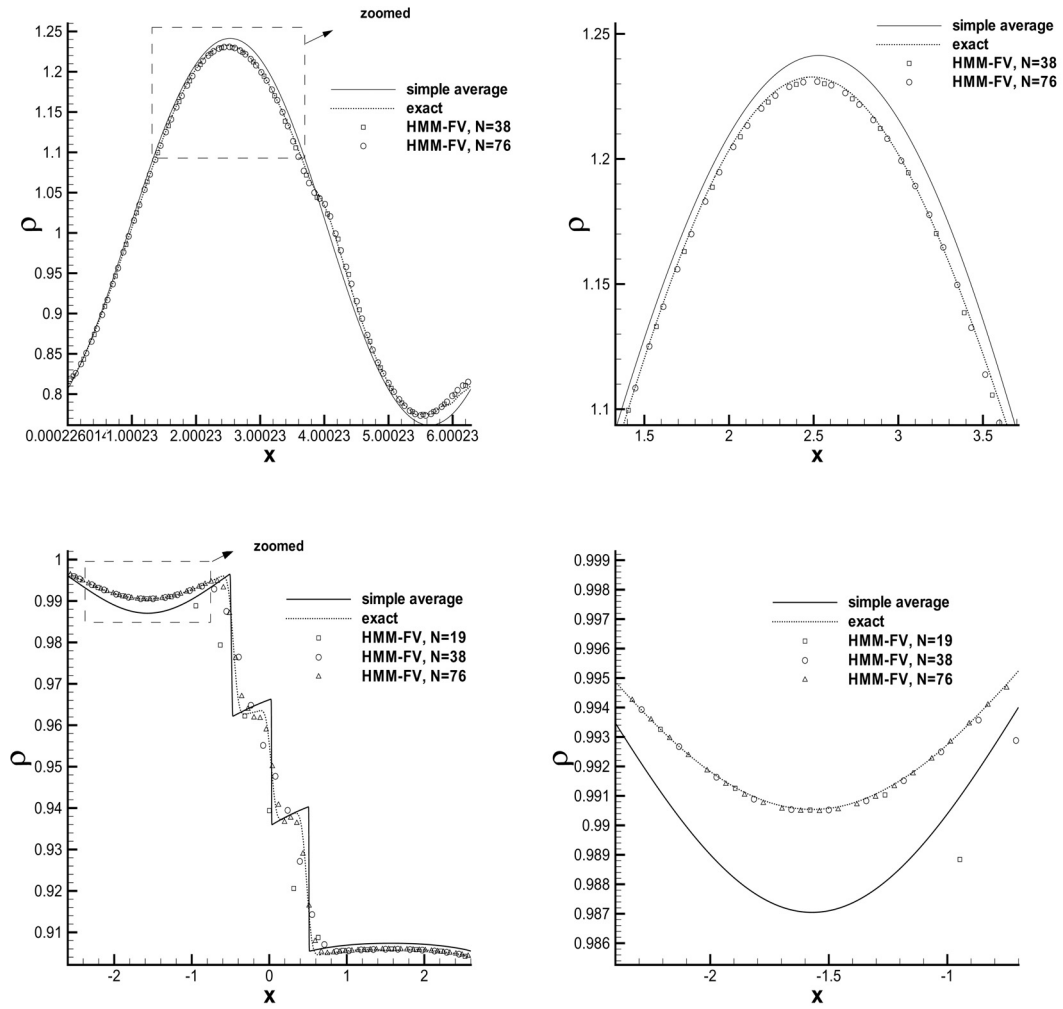 zoomed
1.25
1.2
1.15
1.1
1.05
1
0.95
0.9
0.85
0.8
ρ
simple average
exact
HMM-FV, N=38
HMM-FV, N=76
1.00023
2.00023
3.00023
4.00023
5.00023
6.00023
x
simple average
exact
HMM-FV, N=38
HMM-FV, N=76
1.25
1.2
1.15
1.1
ρ
1.5
2
2.5
3
3.5
x
zoomed
1
0.99
0.98
0.97
0.96
0.95
0.94
0.93
0.92
0.91
ρ
simple average
exact
HMM-FV, N=19
HMM-FV, N=38
HMM-FV, N=76
-2
-1
0
1
2
x
0.999
0.998
0.997
0.996
0.995
0.994
0.993
0.992
0.991
0.99
0.989
0.988
0.987
0.986
ρ
simple average
exact
HMM-FV, N=19
HMM-FV, N=38
HMM-FV, N=76
-2
-1.5
-1
x